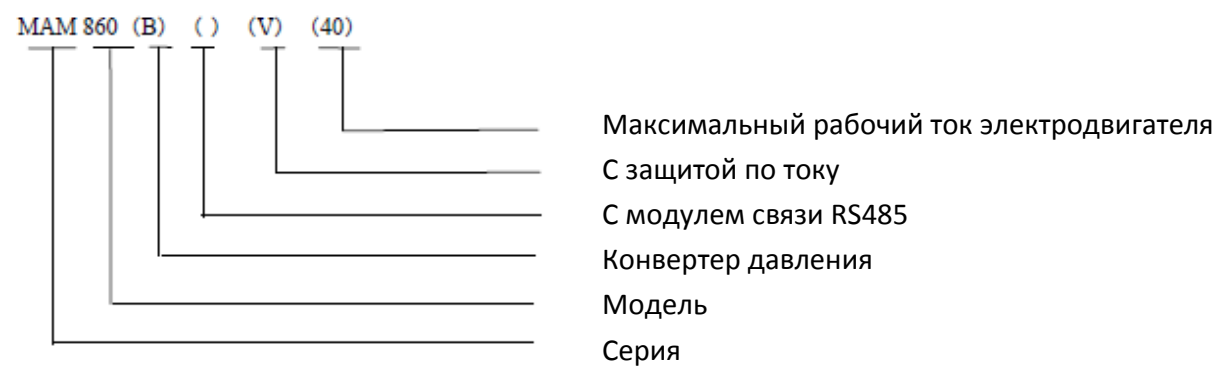 MAM 860 (B) ( ) (V) (40)
Максимальный рабочий ток электродвигателя
С защитой по току
С модулем связи RS485
Конвертер давления
Модель
Серия